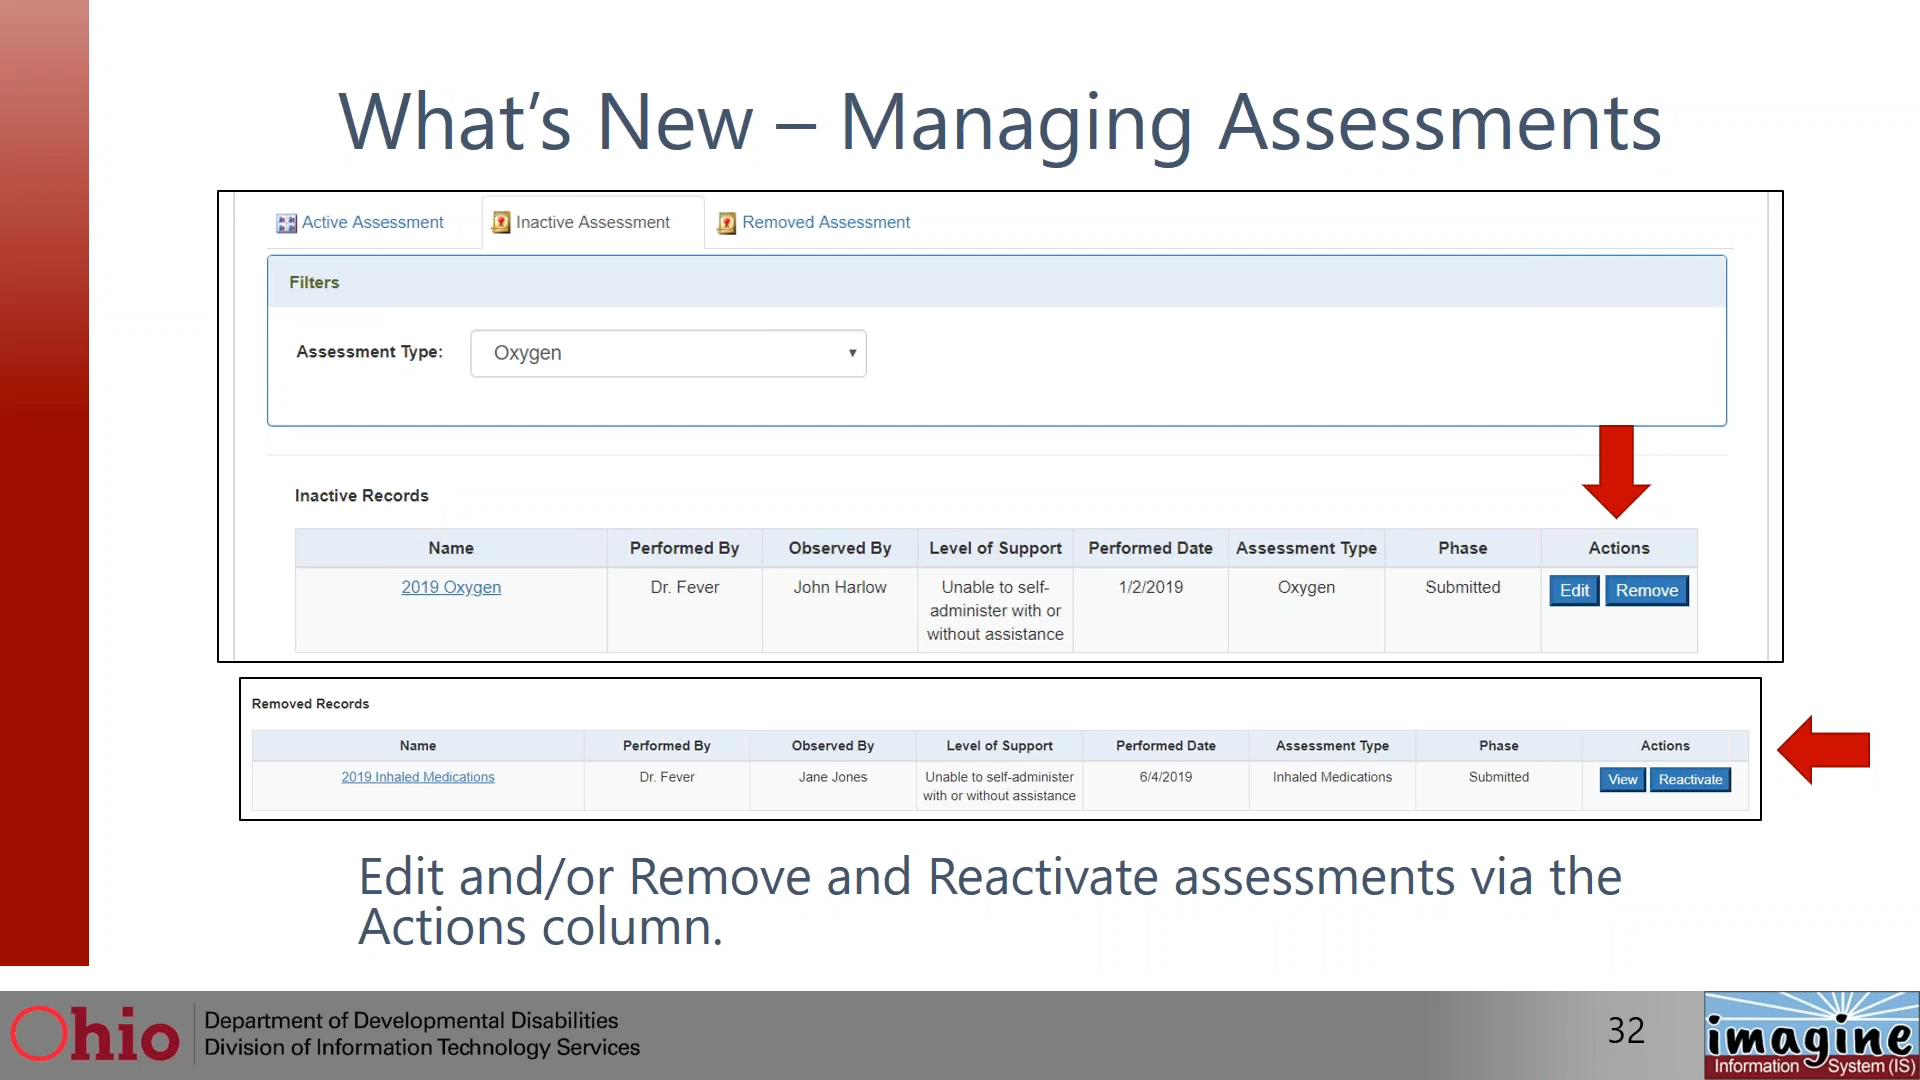 What's New – Managing Assessments
Active Assessment
Inactive Assessment
Removed Assessment
Filters
Assessment Type:
Oxygen
Inactive Records
Name Performed By Observed By Level of Support Performed Date Assessment Type Phase Actions
2019 Oxygen Dr. Fever John Harlow Unable to self- 1/2/2019 Oxygen Submitted Edit Remove
administer with or
without assistance
Removed Records
Name Performed By Observed By Level of Support Performed Date Assessment Type Phase Actions
2019 Inhaled Medications Dr. Fever Jane Jones Unable to self-administer 6/4/2019 Inhaled Medications Submitted View Reactivate
with or without assistance
Edit and/or Remove and Reactivate assessments via the
Actions column.
Ohio
Department of Developmental Disabilities
Division of Information Technology Services
32
imagine
Information System (IS)